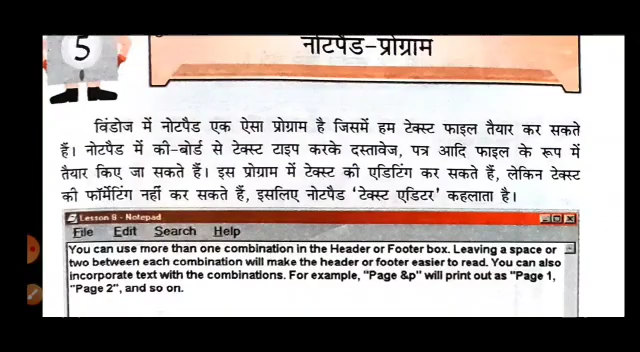 5
नोटपैड-प्रोग्राम
विंडोज में नोटपैड एक ऐसा प्रोग्राम है जिसमें हम टेक्स्ट फाइल तैयार कर सकते
हैं। नोटपैड में की-बोर्ड से टेक्स्ट टाइप करके दस्तावेज, पत्र आदि फाइल के रूप में
तैयार किए जा सकते हैं। इस प्रोग्राम में टेक्स्ट की एडिटिंग कर सकते हैं, लेकिन टेक्स्ट
की फॉर्मेटिंग नहीं कर सकते हैं, इसलिए नोटपैड ‘टेक्स्ट एडिटर’ कहलाता है।
Lesson 8 - Notepad
File Edit Search Help
You can use more than one combination in the Header or Footer box. Leaving a space or
two between each combination will make the header or footer easier to read. You can also
incorporate text with the combinations. For example, "Page &p" will print out as "Page 1,
"Page 2", and so on.